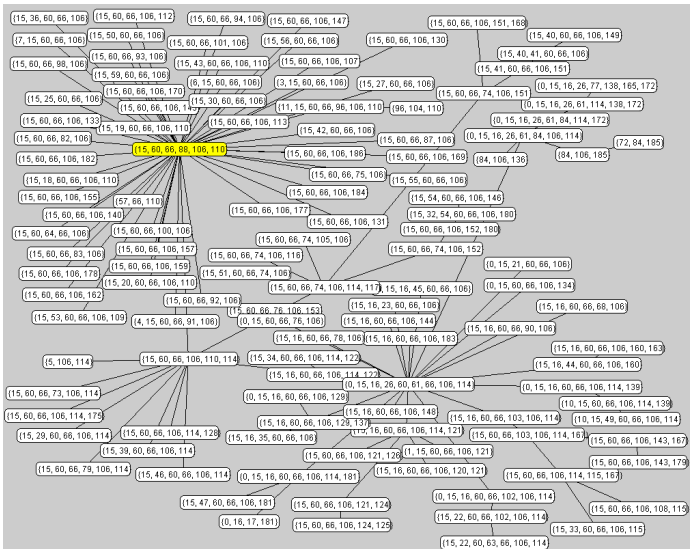 {15, 36, 60, 66, 106}
{15, 60, 66, 106, 112}
{15, 60, 66, 94, 106}
{15, 60, 66, 106, 147}
{15, 60, 66, 106, 151, 168}
{7, 15, 60, 66, 106}
{15, 50, 60, 66, 106}
{15, 60, 66, 101, 106}
{15, 56, 60, 66, 106}
{15, 60, 66, 106, 130}
{15, 40, 60, 66, 106, 149}
{15, 60, 66, 98, 106}
{15, 60, 66, 93, 106}
{15, 43, 60, 66, 106, 110}
{15, 60, 66, 106, 107}
{15, 40, 41, 60, 66, 106}
{15, 59, 60, 66, 106}
{6, 15, 60, 66, 106}
{3, 15, 60, 66, 106}
{15, 27, 60, 66, 106}
{15, 41, 60, 66, 106, 151}
{15, 60, 66, 106, 170}
{15, 60, 66, 74, 106, 151}
{0, 15, 16, 26, 77, 138, 165, 172}
{15, 25, 60, 66, 106}
{15, 60, 66, 106,
{15, 30, 60, 66, 106}
{11, 15, 60, 66, 96, 106, 110}
{96, 104, 110}
{0, 15, 16, 26, 61, 114, 138, 172}
{15, 60, 66, 106, 133}
{15, 19, 60, 66, 106, 110}
{15, 60, 66, 106, 113}
{0, 15, 16, 26, 61, 84, 114, 172}
{15, 60, 66, 82, 106}
{15, 42, 60, 66, 106}
{15, 60, 66, 87, 106}
{0, 15, 16, 26, 61, 84, 106, 114}
{72, 84, 185}
{15, 60, 66, 88, 106, 110}
{15, 60, 66, 106, 182}
{15, 60, 66, 106, 186}
{15, 60, 66, 106, 169}
{84, 106, 136}
{84, 106, 185}
{15, 18, 60, 66, 106, 110}
{15, 60, 66, 75, 106}
{15, 55, 60, 66, 106}
{15, 60, 66, 106, 155}
{57, 66, 110}
{15, 60, 66, 106, 184}
{15, 54, 60, 66, 106, 146}
{15, 60, 66, 106, 140}
{15, 60, 66, 106, 177}
{15, 60, 66, 106, 131}
{15, 32, 54, 60, 66, 106, 180}
{15, 60, 64, 66, 106}
{15, 60, 66, 100, 106}
{15, 60, 66, 106, 152, 180}
{15, 60, 66, 83, 106}
{15, 60, 66, 106, 157}
{15, 60, 66, 74, 105, 106}
{15, 60, 66, 74, 106, 152}
{15, 60, 66, 106, 178}
{15, 60, 66, 106, 159}
{15, 60, 66, 74, 106, 116}
{0, 15, 21, 60, 66, 106}
{15, 60, 66, 106, 162}
{15, 20, 60, 66, 106, 110}
{15, 51, 60, 66, 74, 106}
{15, 60, 66, 74, 106, 114, 117}
15, 16, 45, 60, 66, 106}
{0, 15, 60, 66, 106, 134}
{15, 53, 60, 66, 106, 109}
{15, 60, 66, 92, 106}
{15, 60, 66, 76, 106, 153}
{15, 16, 23, 60, 66, 106}
{15, 16, 60, 66, 68, 106}
{4, 15, 60, 66, 91, 106}
{0, 15, 60, 66, 76, 106}
{15, 16, 60, 66, 106, 144}
{15, 16, 60, 66, 90, 106}
{15, 16, 60, 66, 78, 106}
{15, 16, 60, 66, 106, 183}
{15, 16, 60, 66, 106, 160, 163}
{5, 106, 114}
{15, 60, 66, 106, 110, 114}
{15, 34, 60, 66, 106, 114, 122}
{15, 16, 44, 60, 66, 106, 160}
{15, 16, 60, 66, 106, 114, 122}
{0, 15, 16, 26, 60, 61, 66, 106, 114}
{0, 15, 16, 60, 66, 106, 114, 139}
{15, 60, 66, 73, 106, 114}
{0, 15, 16, 60, 66, 106, 129}
{10, 15, 60, 66, 106, 114, 139}
{15, 60, 66, 106, 114, 175}
{15, 16, 60, 66, 106, 148}
{15, 16, 60, 66, 103, 106, 114}
{0, 15, 49, 60, 66, 106, 114}
{15, 16, 60, 66, 106, 129, 137}
{15, 29, 60, 66, 106, 114}
{15, 60, 66, 106, 114, 128}
{15, 16, 35, 60, 66, 106}
{15, 16, 60, 66, 106, 114, 121}
{15, 60, 66, 103, 106, 114, 167}
{15, 60, 66, 106, 143, 167}
{15, 39, 60, 66, 106, 114}
{15, 60, 66, 106, 121, 126}
{1, 15, 60, 66, 106, 121}
{15, 60, 66, 106, 143, 179}
{15, 60, 66, 79, 106, 114}
{15, 46, 60, 66, 106, 114}
{0, 15, 16, 60, 66, 106, 114, 181}
{15, 16, 60, 66, 106, 120, 121}
{15, 60, 66, 106, 114, 115, 167}
{15, 47, 60, 66, 106, 181}
{15, 60, 66, 106, 121, 124}
{0, 15, 16, 60, 66, 102, 106, 114}
{15, 60, 66, 106, 108, 115}
{0, 16, 17, 181}
{15, 60, 66, 106, 124, 125}
{15, 22, 60, 66, 102, 106, 114}
{15, 33, 60, 66, 106, 115}
{15, 22, 60, 63, 66, 106, 114}